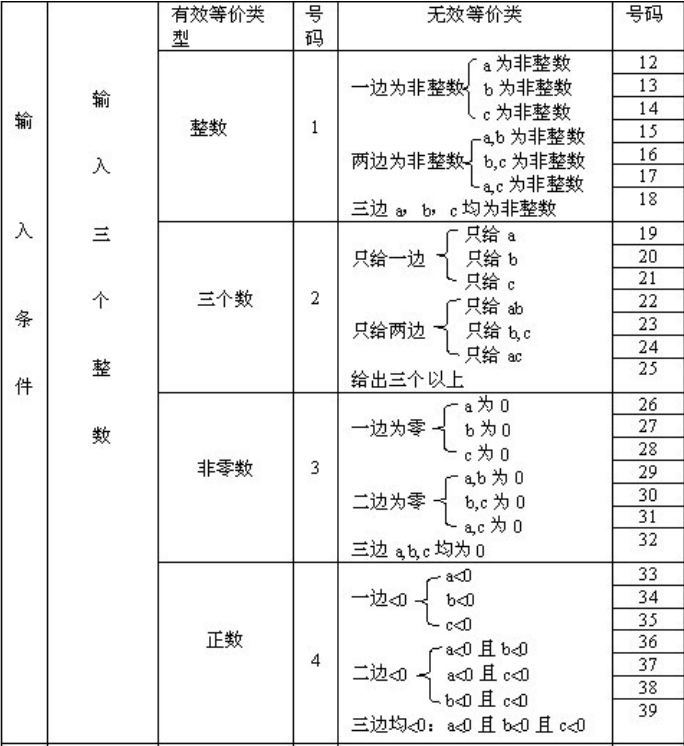 有效等价类型 号码 无效等价类 号码
输入条件
输入三个整数
整数 1
一边为非整数
a 为非整数 12
b 为非整数 13
c 为非整数 14
两边为非整数
a,b 为非整数 15
b,c 为非整数 16
a,c 为非整数 17
三边 a，b，c 均为非整数 18
三个数 2
只给一边
只给 a 19
只给 b 20
只给 c 21
只给两边
只给 ab 22
只给 b,c 23
只给 ac 24
给出三个以上 25
非零数 3
一边为零
a 为 0 26
b 为 0 27
c 为 0 28
二边为零
a,b 为 0 29
b,c 为 0 30
a,c 为 0 31
三边 a,b,c 均为 0 32
正数 4
一边<0
a<0 33
b<0 34
c<0 35
二边<0
a<0 且 b<0 36
a<0 且 c<0 37
b<0 且 c<0 38
三边均<0：a<0 且 b<0 且 c<0 39